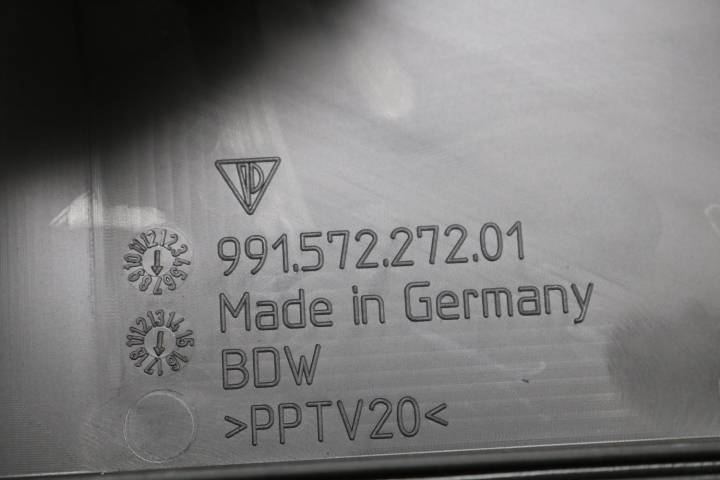 991.572.272.01
Made in Germany
BDW
>PPTV20<